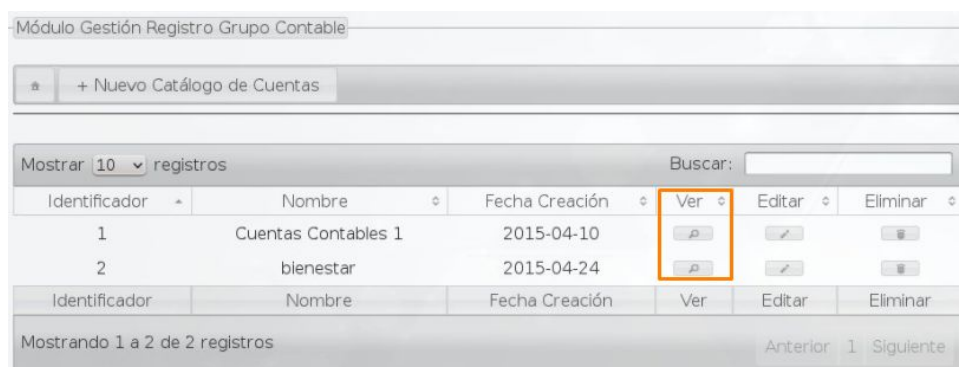 Módulo Gestión Registro Grupo Contable
+ Nuevo Catálogo de Cuentas
Mostrar 10 registros Buscar:
Identificador Nombre Fecha Creación Ver Editar Eliminar
1 Cuentas Contables 1 2015-04-10
2 bienestar 2015-04-24
Identificador Nombre Fecha Creación Ver Editar Eliminar
Mostrando 1 a 2 de 2 registros Anterior 1 Siguiente